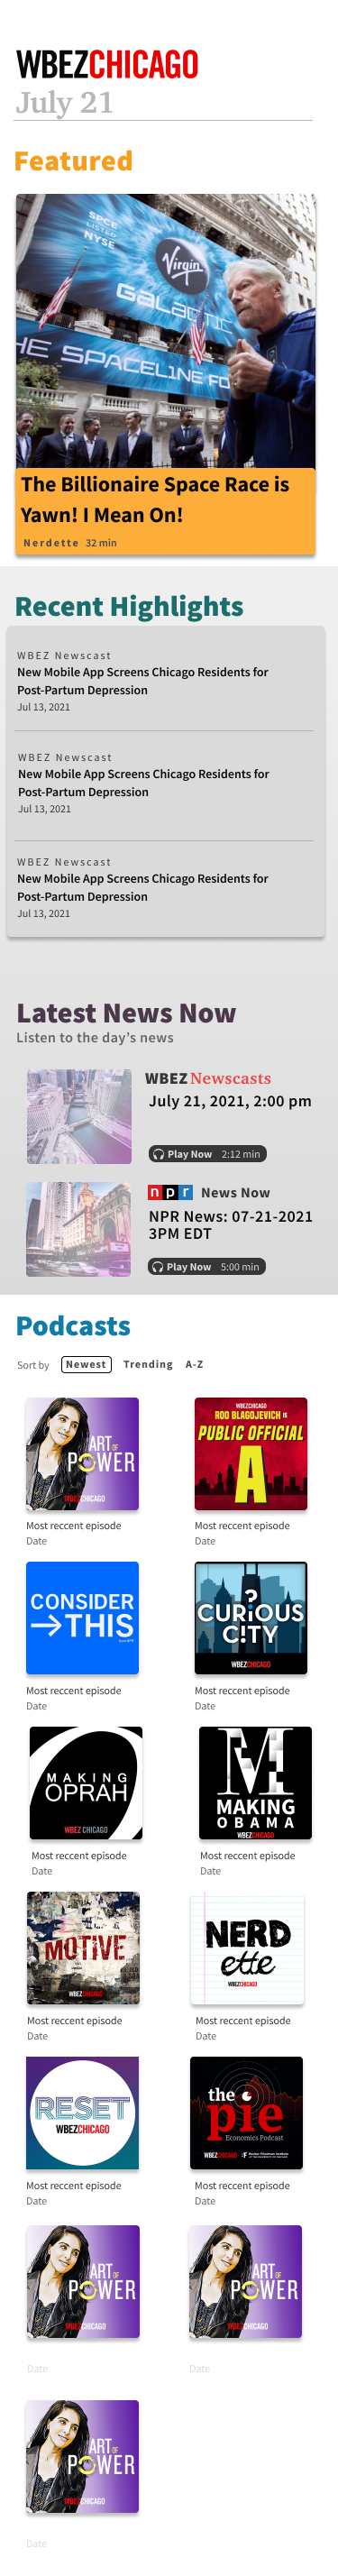 WBEZCHICAGO
July 21
Featured
SPCE
LISTED
NYSE
Virgin
GALACTIC
HE SPACELINE FO
The Billionaire Space Race is
Yawn! I Mean On!
Nerdette 32 min
Recent Highlights
WBEZ Newscast
New Mobile App Screens Chicago Residents for
Post-Partum Depression
Jul 13, 2021
WBEZ Newscast
New Mobile App Screens Chicago Residents for
Post-Partum Depression
Jul 13, 2021
WBEZ Newscast
New Mobile App Screens Chicago Residents for
Post-Partum Depression
Jul 13, 2021
Latest News Now
Listen to the day's news
WBEZ Newscasts
July 21, 2021, 2:00 pm
Play Now 2:12 min
npr News Now
NPR News: 07-21-2021
3PM EDT
Play Now 5:00 min
Podcasts
Sort by Newest Trending A-Z
ART OF
POWER
WBEZCHICAGO
WBEZCHICAGO
ROD BLAGOJEVICH IS
PUBLIC OFFICIAL
A
Most reccent episode
Date
Most reccent episode
Date
CONSIDER
THIS
from NPR
?
CURIOUS
C!TY
WBEZCHICAGO
Most reccent episode
Date
Most reccent episode
Date
MAKING
OPRAH
WBEZ CHICAGO
M
MAKING
OBAMA
WBEZCHICAGO
Most reccent episode
Date
Most reccent episode
Date
MOTIVE
WBEZCHICAGO
NERD
ette
WBEZCHICAGO
Most reccent episode
Date
Most reccent episode
Date
RESET
WBEZCHICAGO
the
pie
Economics Podcast
WBEZCHICAGO
Most reccent episode
Date
Most reccent episode
Date
ART OF
POWER
WBEZCHICAGO
ART OF
POWER
WBEZCHICAGO
Date
Date
ART OF
POWER
WBEZCHICAGO
Date